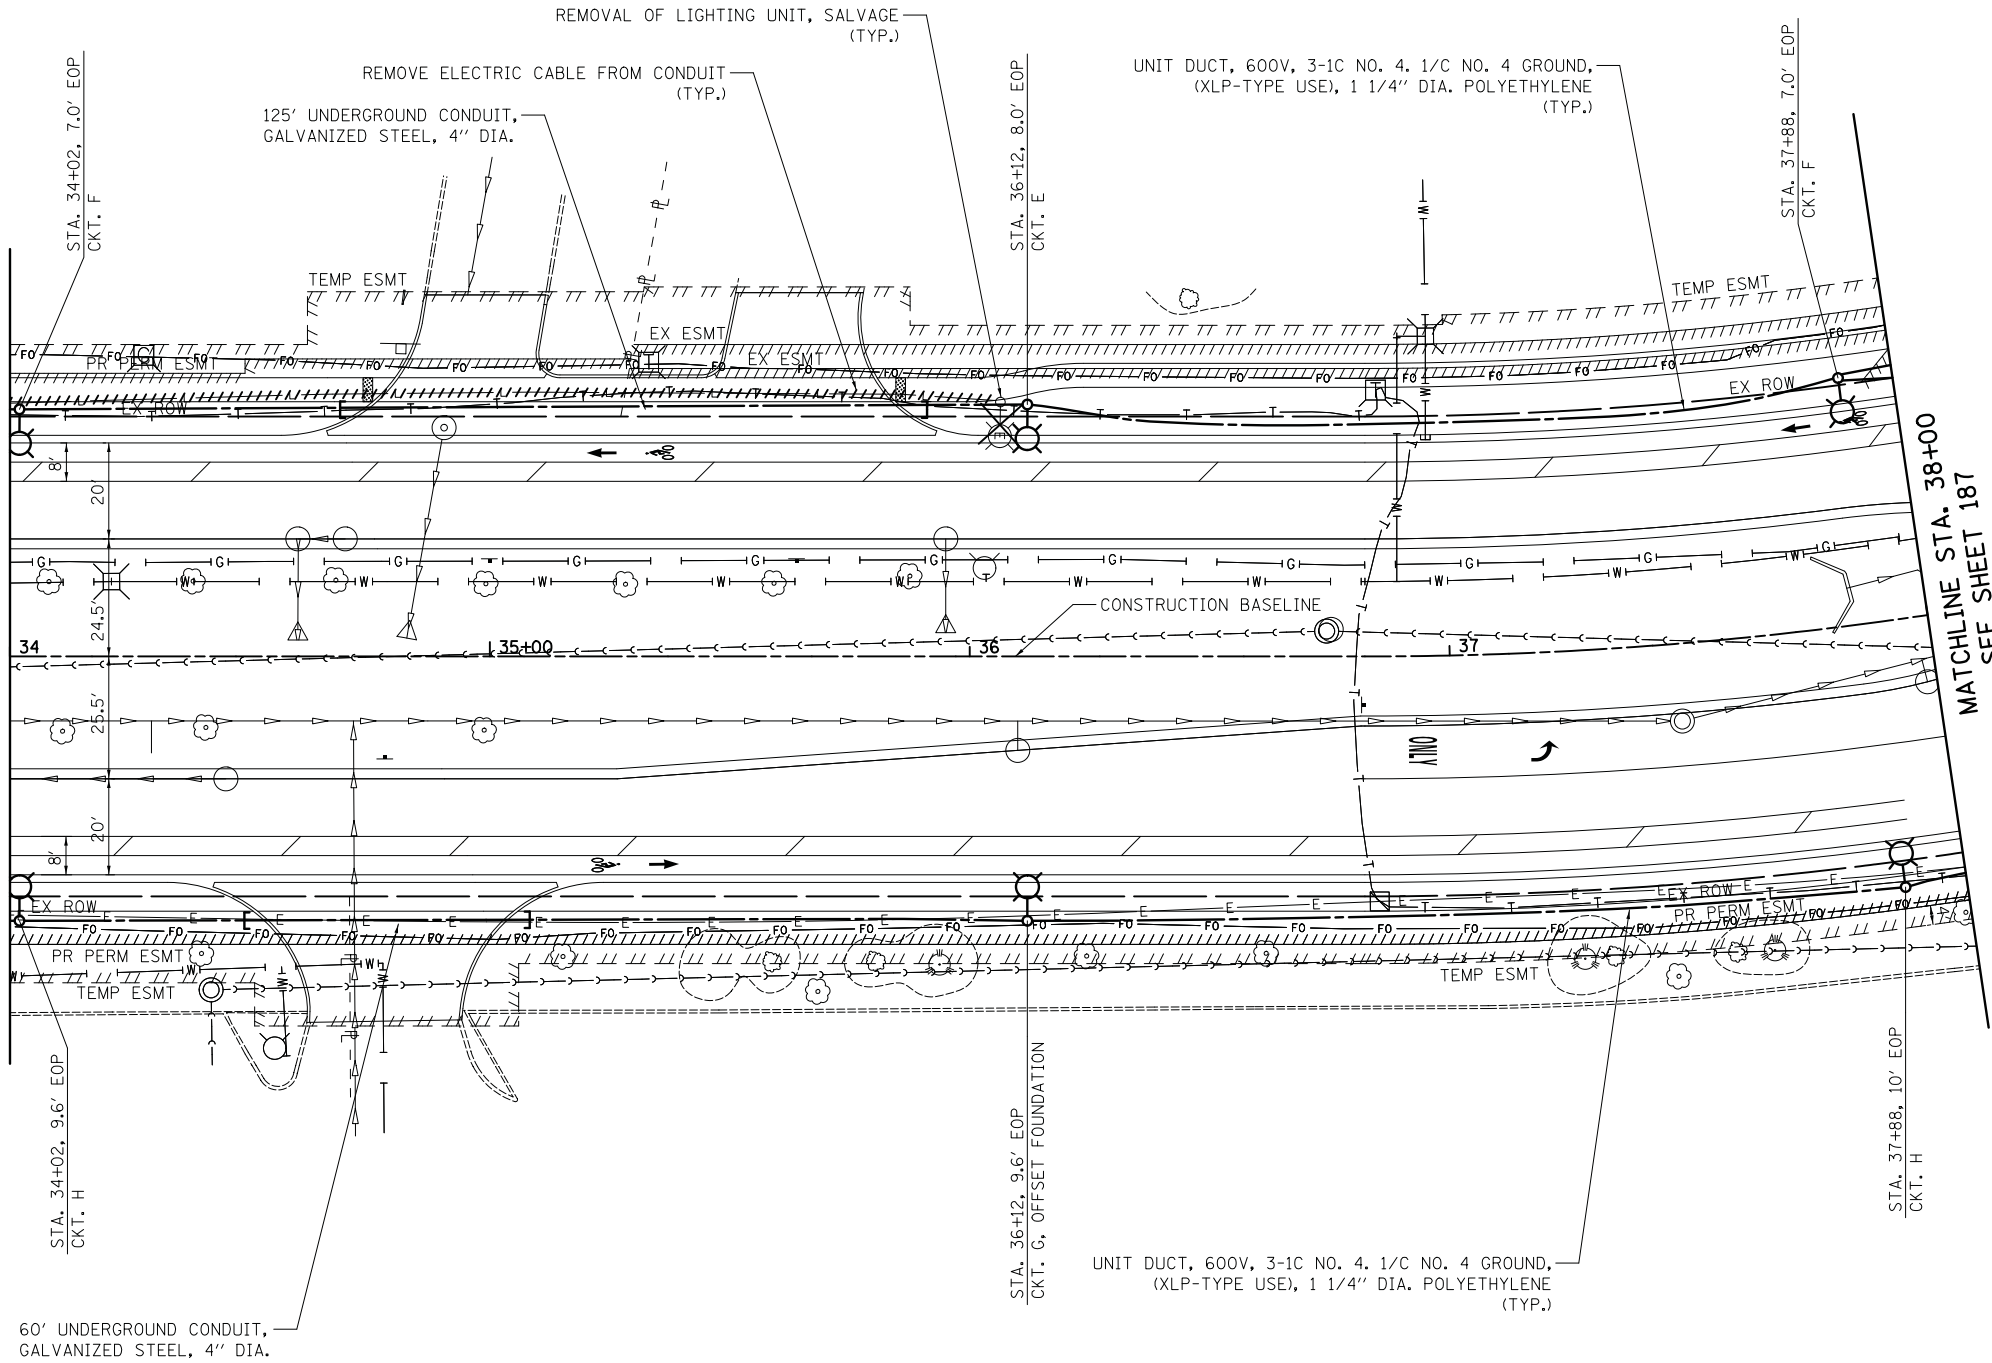 REMOVAL OF LIGHTING UNIT, SALVAGE
(TYP.)
REMOVE ELECTRIC CABLE FROM CONDUIT
(TYP.)
125' UNDERGROUND CONDUIT,
GALVANIZED STEEL, 4" DIA.
UNIT DUCT, 600V, 3-1C NO. 4. 1/C NO. 4 GROUND,
(XLP-TYPE USE), 1 1/4" DIA. POLYETHYLENE
(TYP.)
STA. 34+02, 7.0' EOP
CKT. F
STA. 36+12, 8.0' EOP
CKT. E
STA. 37+88, 7.0' EOP
CKT. F
TEMP ESMT
EX ESMT
EX ESMT
TEMP ESMT
PR PERM ESMT
EX ROW
EX ROW
8'
20'
24.5'
25.5'
20'
8'
CONSTRUCTION BASELINE
34
35+00
36
37
ONLY
MATCHLINE STA. 38+00
SEE SHEET 187
EX ROW
PR PERM ESMT
TEMP ESMT
EX ROW
PR PERM ESMT
TEMP ESMT
STA. 34+02, 9.6' EOP
CKT. H
STA. 36+12, 9.6' EOP
CKT. G, OFFSET FOUNDATION
STA. 37+88, 10' EOP
CKT. H
UNIT DUCT, 600V, 3-1C NO. 4. 1/C NO. 4 GROUND,
(XLP-TYPE USE), 1 1/4" DIA. POLYETHYLENE
(TYP.)
60' UNDERGROUND CONDUIT,
GALVANIZED STEEL, 4" DIA.